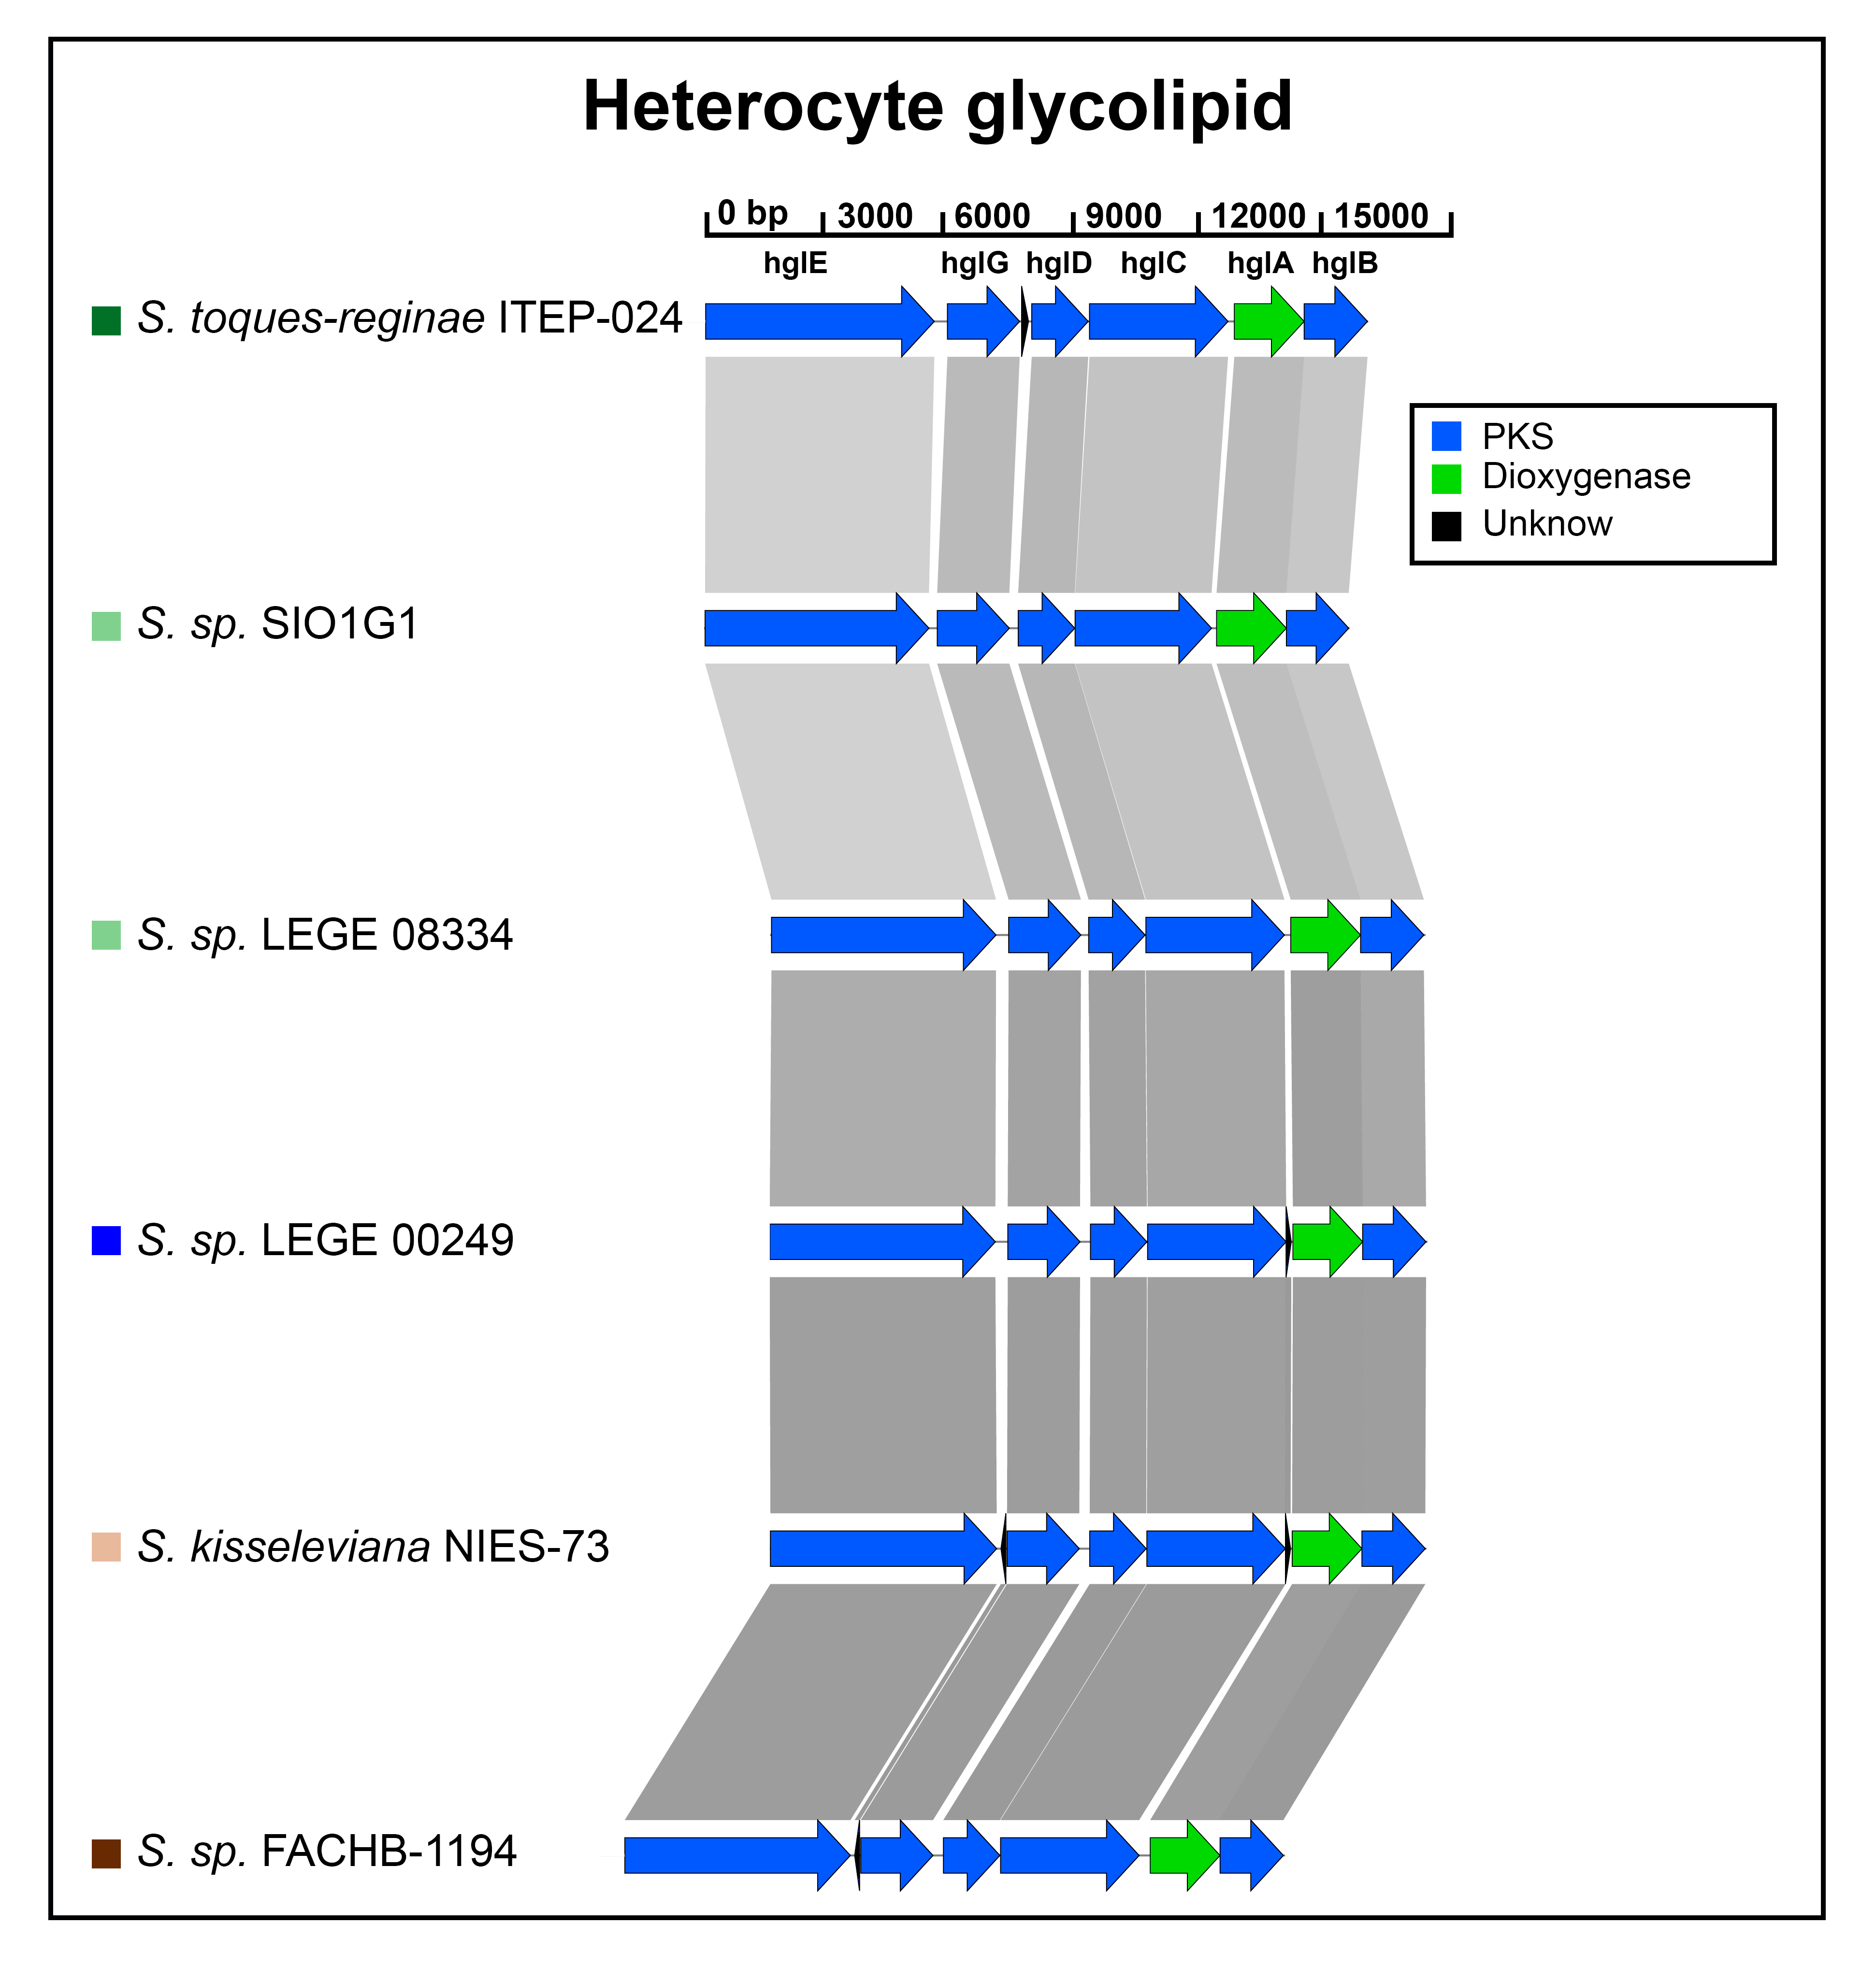 Heterocyte glycolipid
0 bp 3000 6000 9000 12000 15000
hglE hglG hglD hglC hglA hglB
S. toques-reginae ITEP-024
PKS
Dioxygenase
Unknow
S. sp. SIO1G1
S. sp. LEGE 08334
S. sp. LEGE 00249
S. kisseleviana NIES-73
S. sp. FACHB-1194